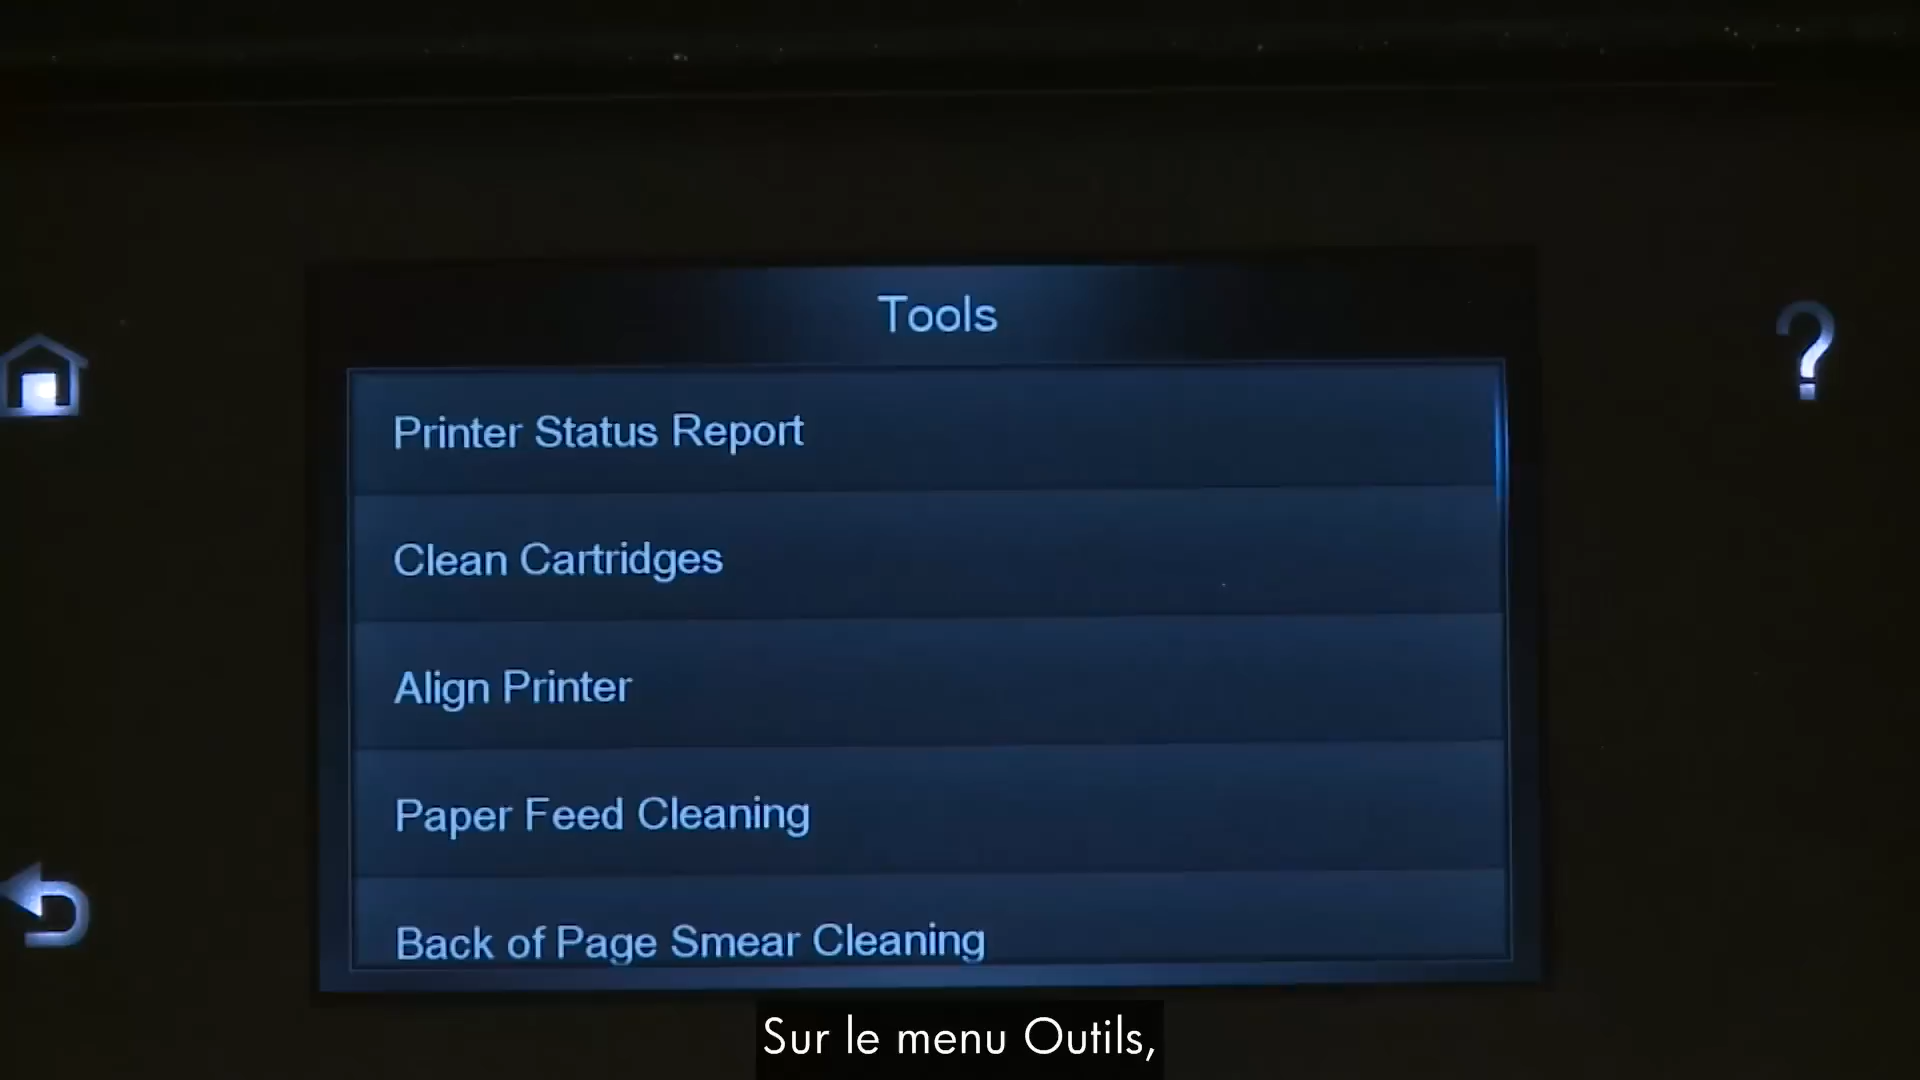 Tools
Printer Status Report
Clean Cartridges
Align Printer
Paper Feed Cleaning
Back of Page Smear Cleaning
Sur le menu Outils,